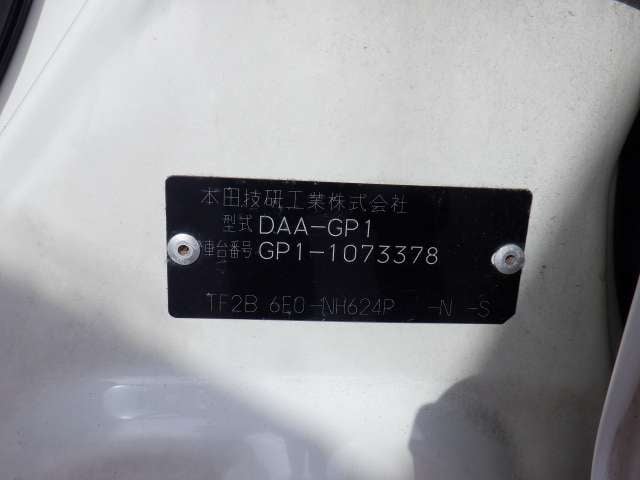 本田技研工業株式会社
型式 DAA-GP1
車台番号 GP1-1073378
TF2B 6E0-NH624P -N -S